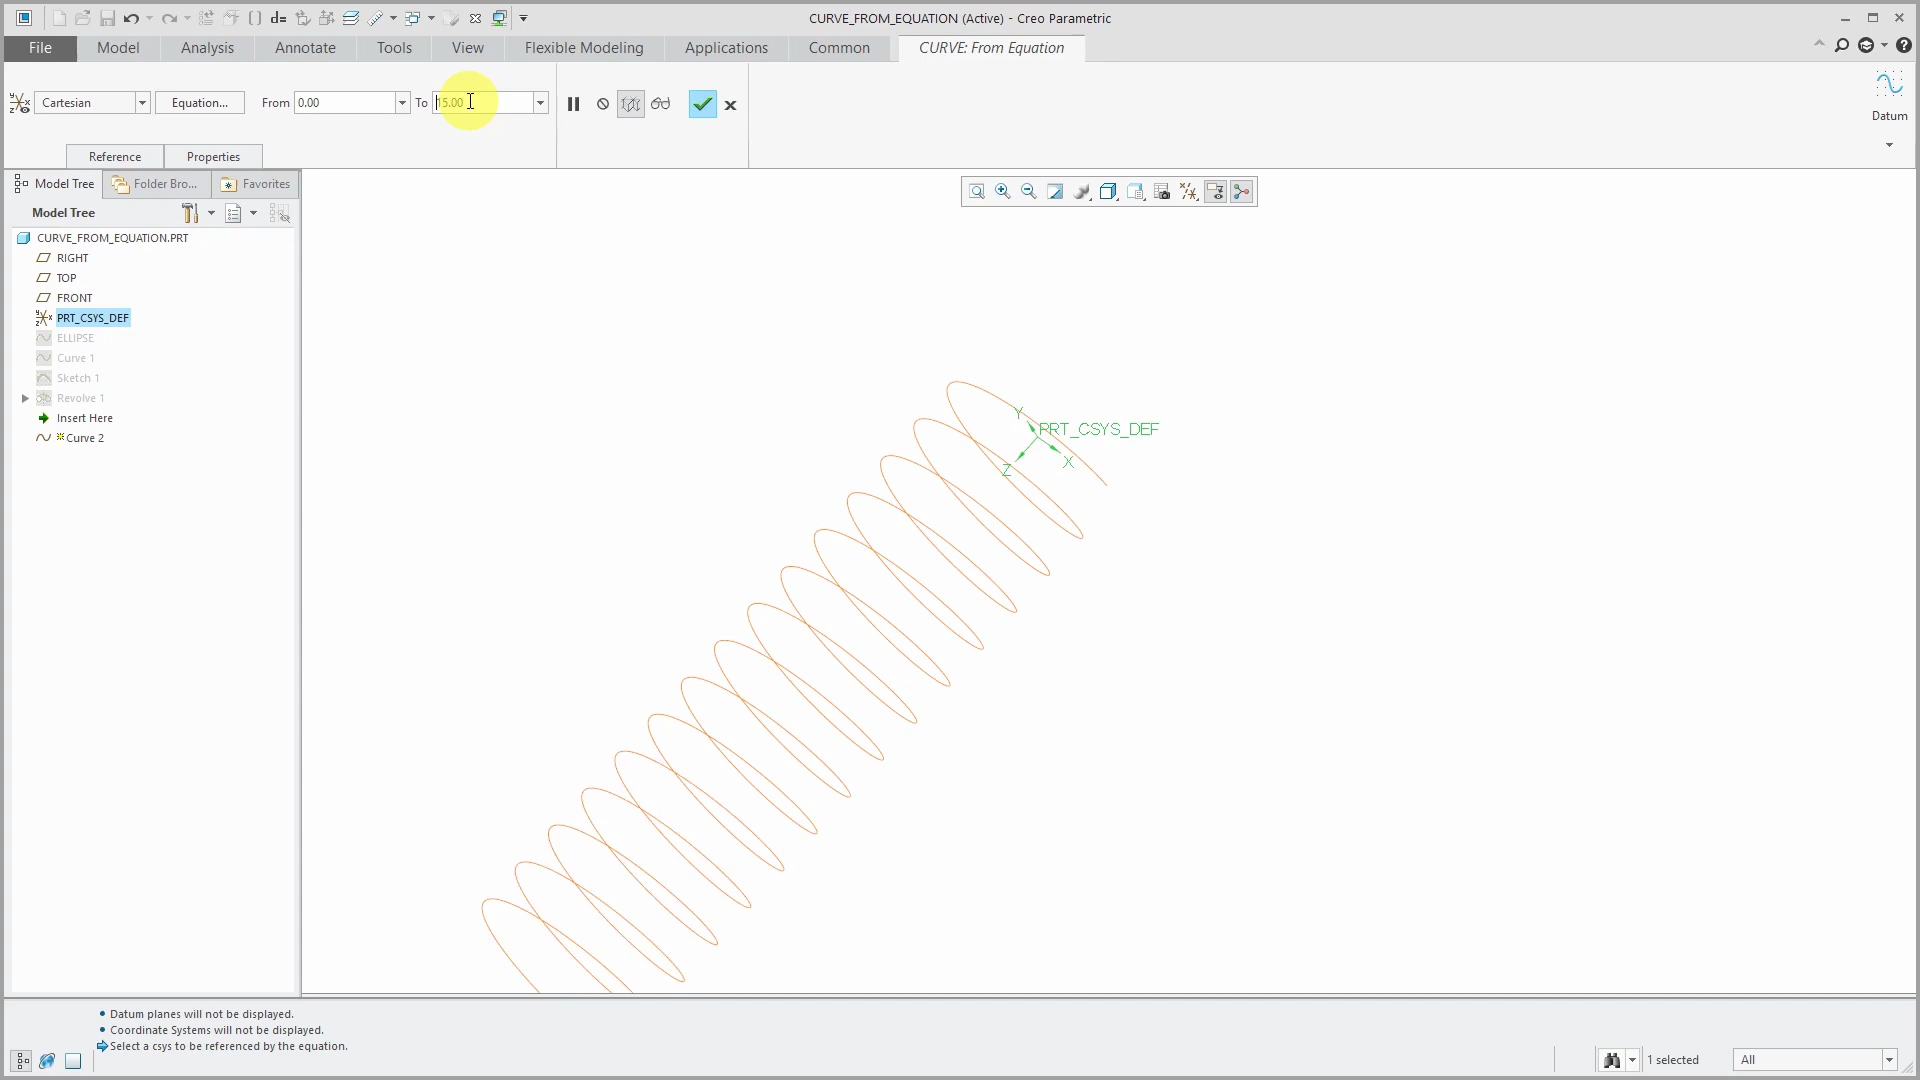 CURVE_FROM_EQUATION (Active) - Creo Parametric
File Model Analysis Annotate Tools View Flexible Modeling Applications Common CURVE: From Equation
Cartesian Equation... From 0.00 To 15.00
Datum
Reference Properties
Model Tree Folder Bro... Favorites
Model Tree
CURVE_FROM_EQUATION.PRT
RIGHT
TOP
FRONT
PRT_CSYS_DEF
ELLIPSE
Curve 1
Sketch 1
Revolve 1
Insert Here
Curve 2
Y
PRT_CSYS_DEF
X
Z
Datum planes will not be displayed.
Coordinate Systems will not be displayed.
Select a csys to be referenced by the equation.
1 selected All